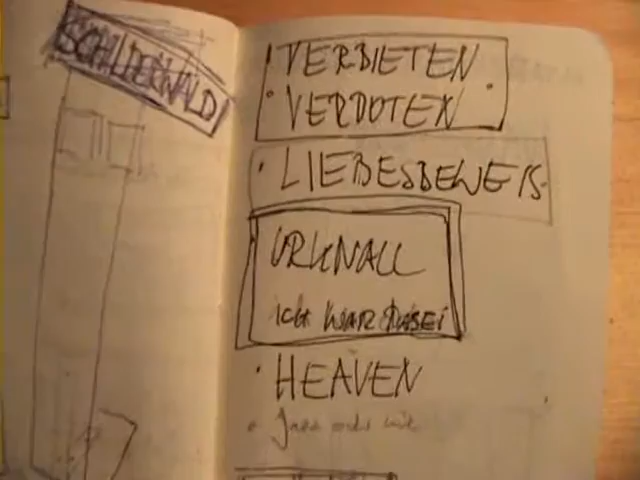 SCHILDERWALD
VERBIETEN
VERBOTEN
LIEBESBEWEIS
URKNALL
ICH WAR DABEI
HEAVEN